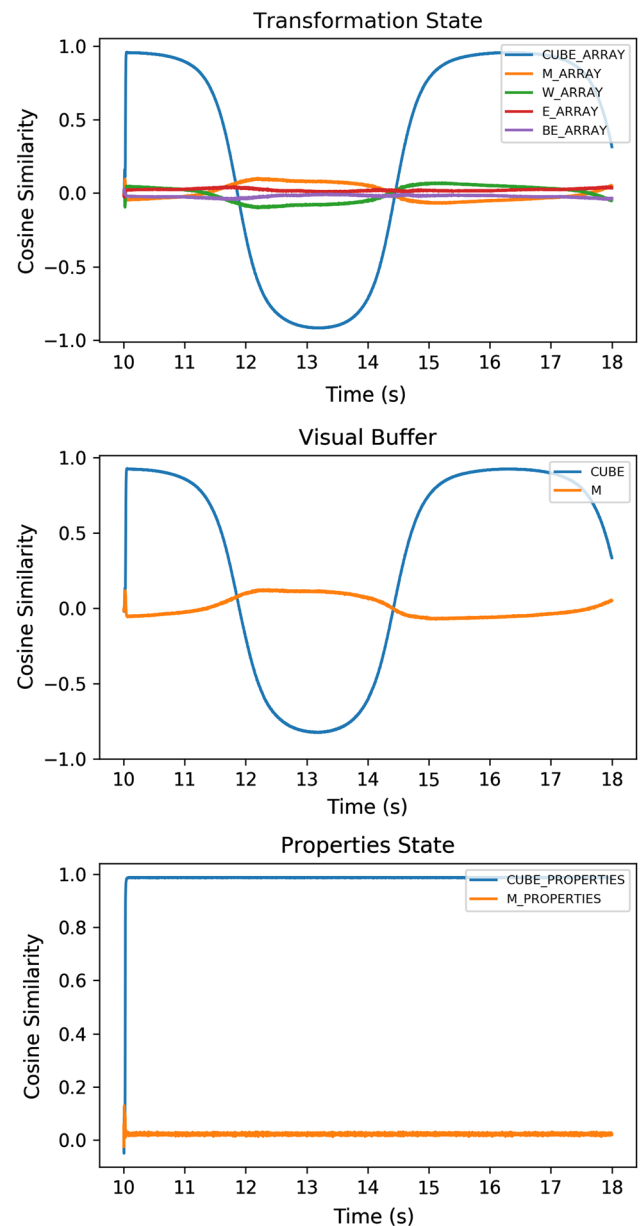 Transformation State
1.0
0.5
0.0
−0.5
−1.0
Cosine Similarity
CUBE_ARRAY
M_ARRAY
W_ARRAY
E_ARRAY
BE_ARRAY
10 11 12 13 14 15 16 17 18
Time (s)
Visual Buffer
1.0
0.5
0.0
−0.5
−1.0
Cosine Similarity
CUBE
M
10 11 12 13 14 15 16 17 18
Time (s)
Properties State
1.0
0.8
0.6
0.4
0.2
0.0
Cosine Similarity
CUBE_PROPERTIES
M_PROPERTIES
10 11 12 13 14 15 16 17 18
Time (s)